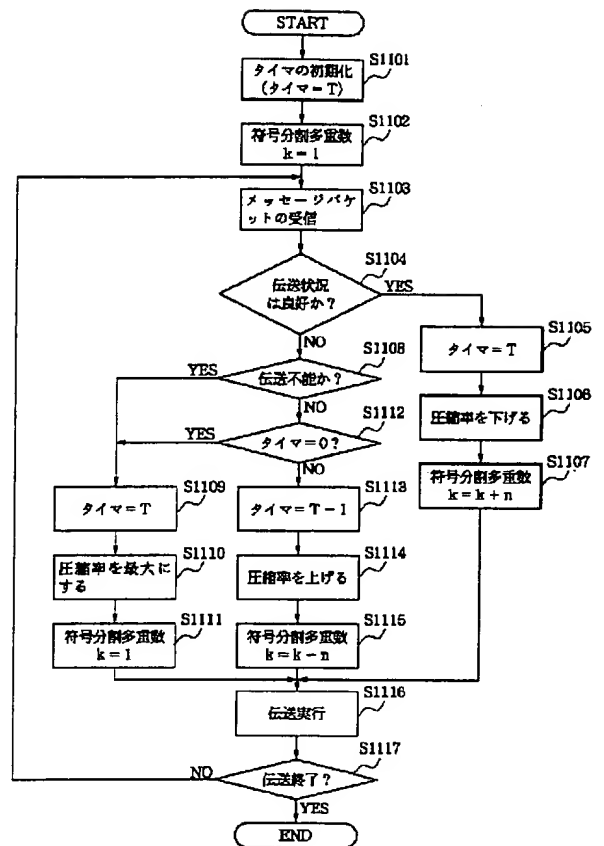 START
S1101
タイマの初期化
(タイマ=T)
S1102
符号分割多重数
k=1
S1103
メッセージパケ
ットの受信
S1104
伝送状況
は良好か?
YES
NO
S1105
タイマ=T
S1106
圧縮率を下げる
S1107
符号分割多重数
k=k+n
S1108
伝送不能か?
YES
NO
S1112
タイマ=0?
YES
NO
S1109
タイマ=T
S1110
圧縮率を最大に
する
S1111
符号分割多重数
k=1
S1113
タイマ=T-1
S1114
圧縮率を上げる
S1115
符号分割多重数
k=k-n
S1116
伝送実行
S1117
伝送終了?
NO
YES
END